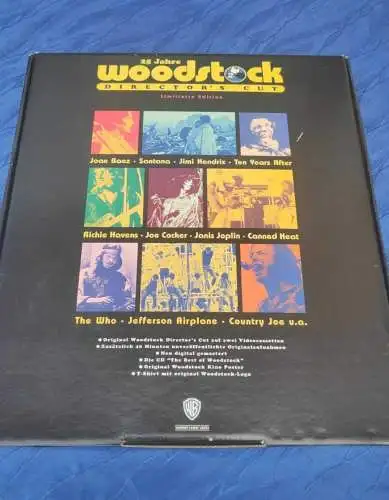 25 Jahre
woodstock
DIRECTOR'S CUT
Limitierte Edition
Joan Baez · Santana · Jimi Hendrix · Ten Years After
Richie Havens · Joe Cocker · Janis Joplin · Canned Heat
The Who · Jefferson Airplane · Country Joe u.a.
Original Woodstock Director's Cut auf zwei Videocassetten
Zusätzlich 40 Minuten unveröffentlichte Originalaufnahmen
Neu digital gemastert
Die CD "The Best of Woodstock"
Original Woodstock Kino Poster
T-Shirt mit original Woodstock-Logo
WB